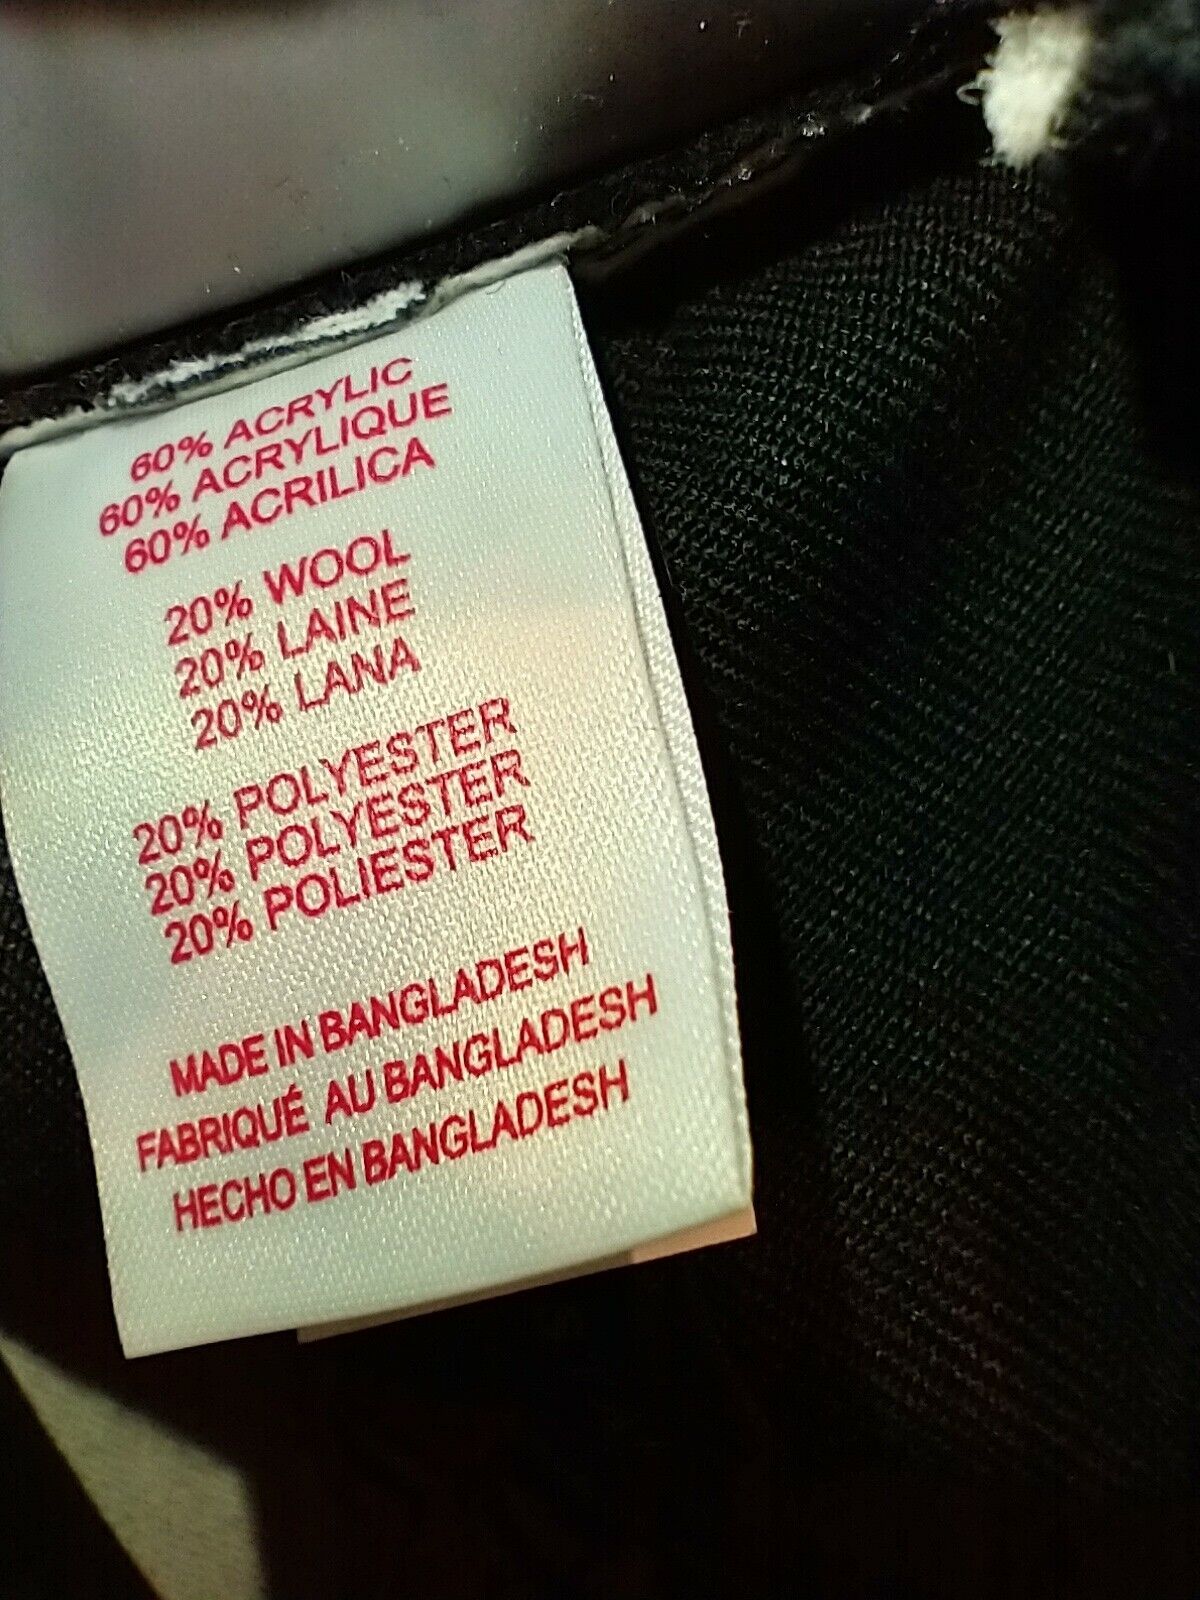 60% ACRYLIC
60% ACRYLIQUE
60% ACRILICA
20% WOOL
20% LAINE
20% LANA
20% POLYESTER
20% POLYESTER
20% POLIESTER
MADE IN BANGLADESH
FABRIQUÉ AU BANGLADESH
HECHO EN BANGLADESH